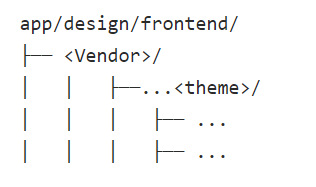 app/design/frontend/
├── <Vendor>/
│   │   ├──...<theme>/
│   │   │   ├── ...
│   │   │   ├── ...